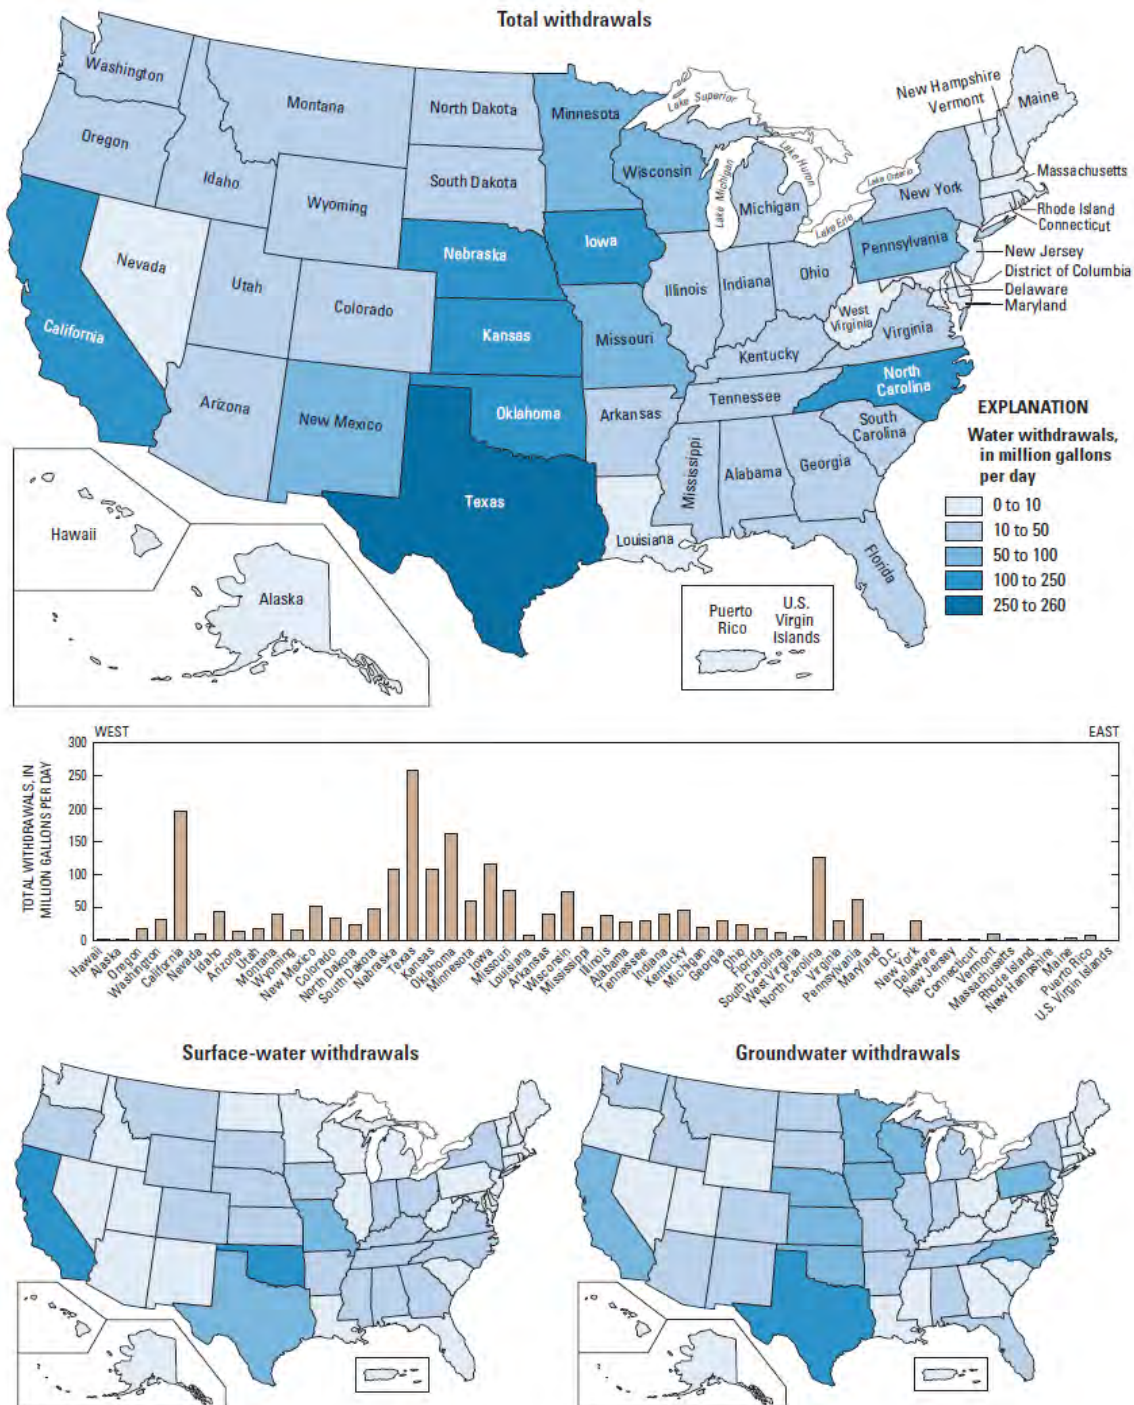 Total withdrawals
Washington
Montana
North Dakota
Minnesota
Lake Superior
New Hampshire
Vermont
Maine
Oregon
Idaho
Wyoming
South Dakota
Wisconsin
Lake Michigan
Lake Huron
Michigan
Lake Ontario
New York
Massachusetts
Rhode Island
Connecticut
Lake Erie
Nevada
Utah
Colorado
Nebraska
Iowa
Illinois
Indiana
Ohio
Pennsylvania
New Jersey
District of Columbia
Delaware
Maryland
California
Kansas
Missouri
Kentucky
West
Virginia
Virginia
Arizona
New Mexico
Oklahoma
Arkansas
Tennessee
North
Carolina
South
Carolina
Texas
Louisiana
Mississippi
Alabama
Georgia
Florida
Hawaii
Alaska
Puerto
Rico
U.S.
Virgin
Islands
EXPLANATION
Water withdrawals,
in million gallons
per day
0 to 10
10 to 50
50 to 100
100 to 250
250 to 260
WEST
EAST
TOTAL WITHDRAWALS, IN
MILLION GALLONS PER DAY
300
250
200
150
100
50
0
Hawaii
Alaska
Oregon
Washington
California
Nevada
Idaho
Arizona
Utah
Montana
Wyoming
New Mexico
Colorado
North Dakota
South Dakota
Nebraska
Texas
Kansas
Oklahoma
Minnesota
Iowa
Missouri
Louisiana
Arkansas
Wisconsin
Mississippi
Illinois
Alabama
Tennessee
Indiana
Kentucky
Michigan
Georgia
Ohio
Florida
South Carolina
West Virginia
North Carolina
Virginia
Pennsylvania
Maryland
D.C.
New York
Delaware
New Jersey
Connecticut
Vermont
Massachusetts
Rhode Island
New Hampshire
Maine
Puerto Rico
U.S. Virgin Islands
Surface-water withdrawals
Groundwater withdrawals